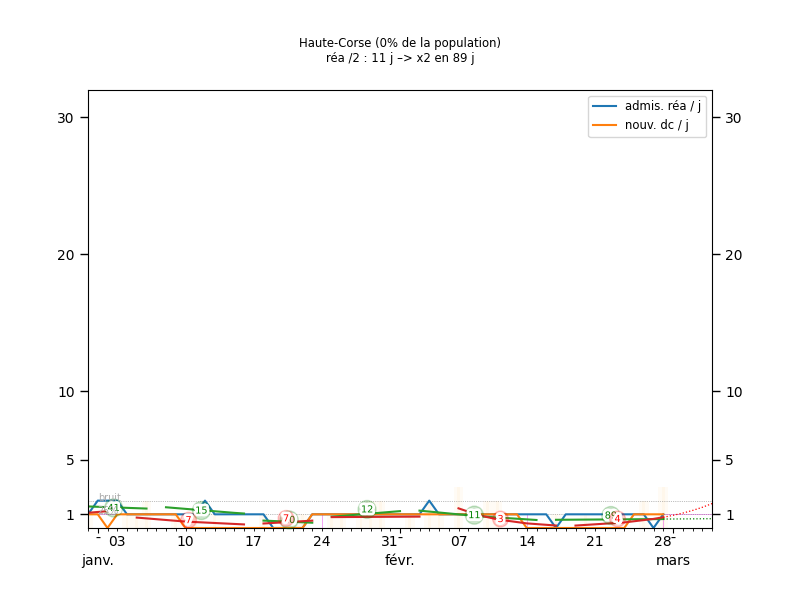 Haute-Corse (0% de la population)
réa /2 : 11 j –> x2 en 89 j
admis. réa / j
nouv. dc / j
30 30
20 20
10 10
5 5
bruit
41 15 7 7 12 11 3 4
1 1
03 10 17 24 31 07 14 21 28
janv. févr. mars